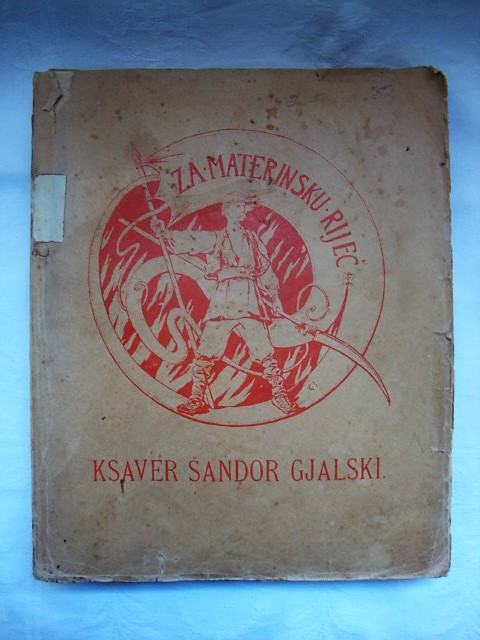 ZA·MATERINSKU·RIJEČ
KSAVER ŠANDOR GJALSKI.